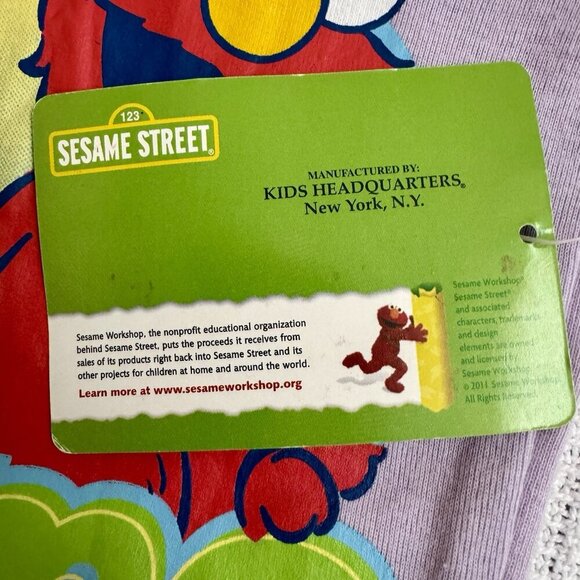 123
SESAME STREET®
MANUFACTURED BY:
KIDS HEADQUARTERS®
New York, N.Y.
Sesame Workshop, the nonprofit educational organization
behind Sesame Street, puts the proceeds it receives from
sales of its products right back into Sesame Street and its
other projects for children at home and around the world.
Learn more at www.sesameworkshop.org
Sesame Workshop®
Sesame Street®
and associated
characters, trademarks
and design
elements are owned
and licensed by
Sesame Workshop.
© 2011 Sesame Workshop.
All Rights Reserved.